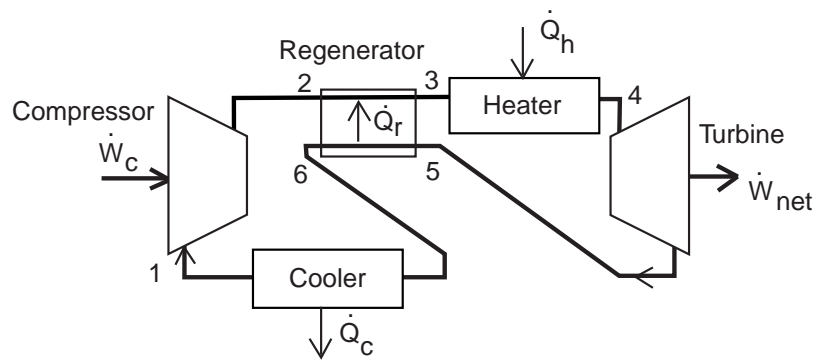 Q̇h
Regenerator
2
3
4
Compressor
Heater
Ẇc
Q̇r
Turbine
6
5
Ẇnet
1
Cooler
Q̇c